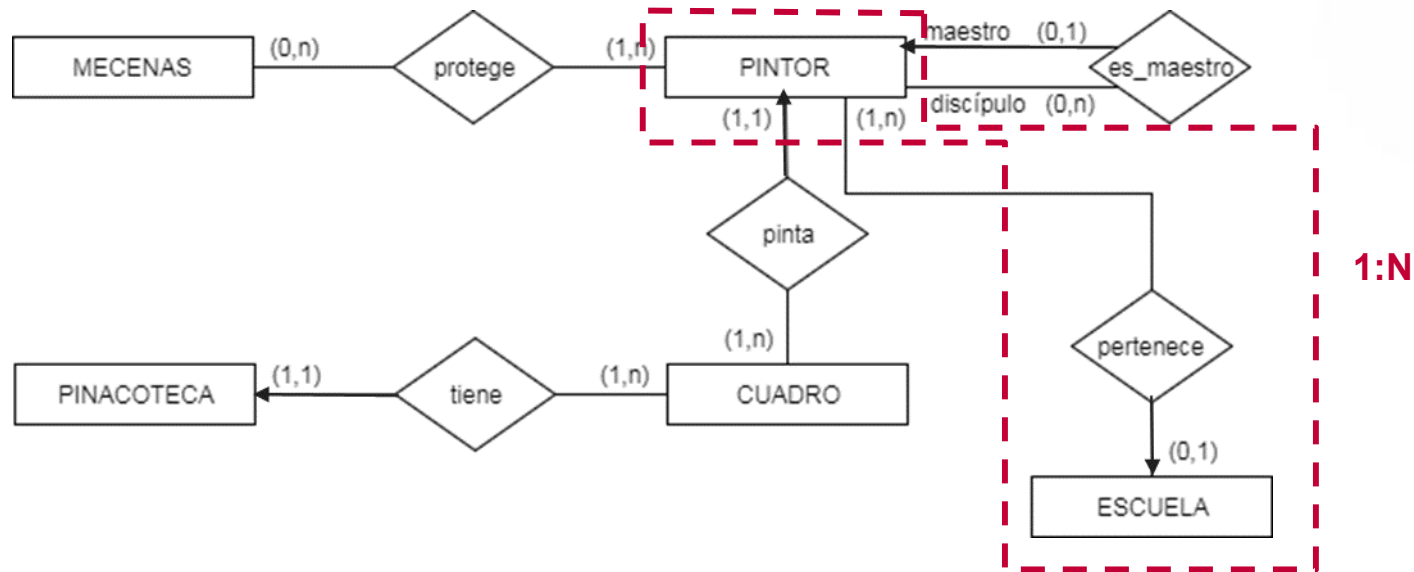 MECENAS (0,n) protege (1,n) PINTOR maestro (0,1) es_maestro
discípulo (0,n)
(1,1) (1,n)
pinta
1:N
(1,n) pertenece
PINACOTECA (1,1) tiene (1,n) CUADRO
(0,1)
ESCUELA